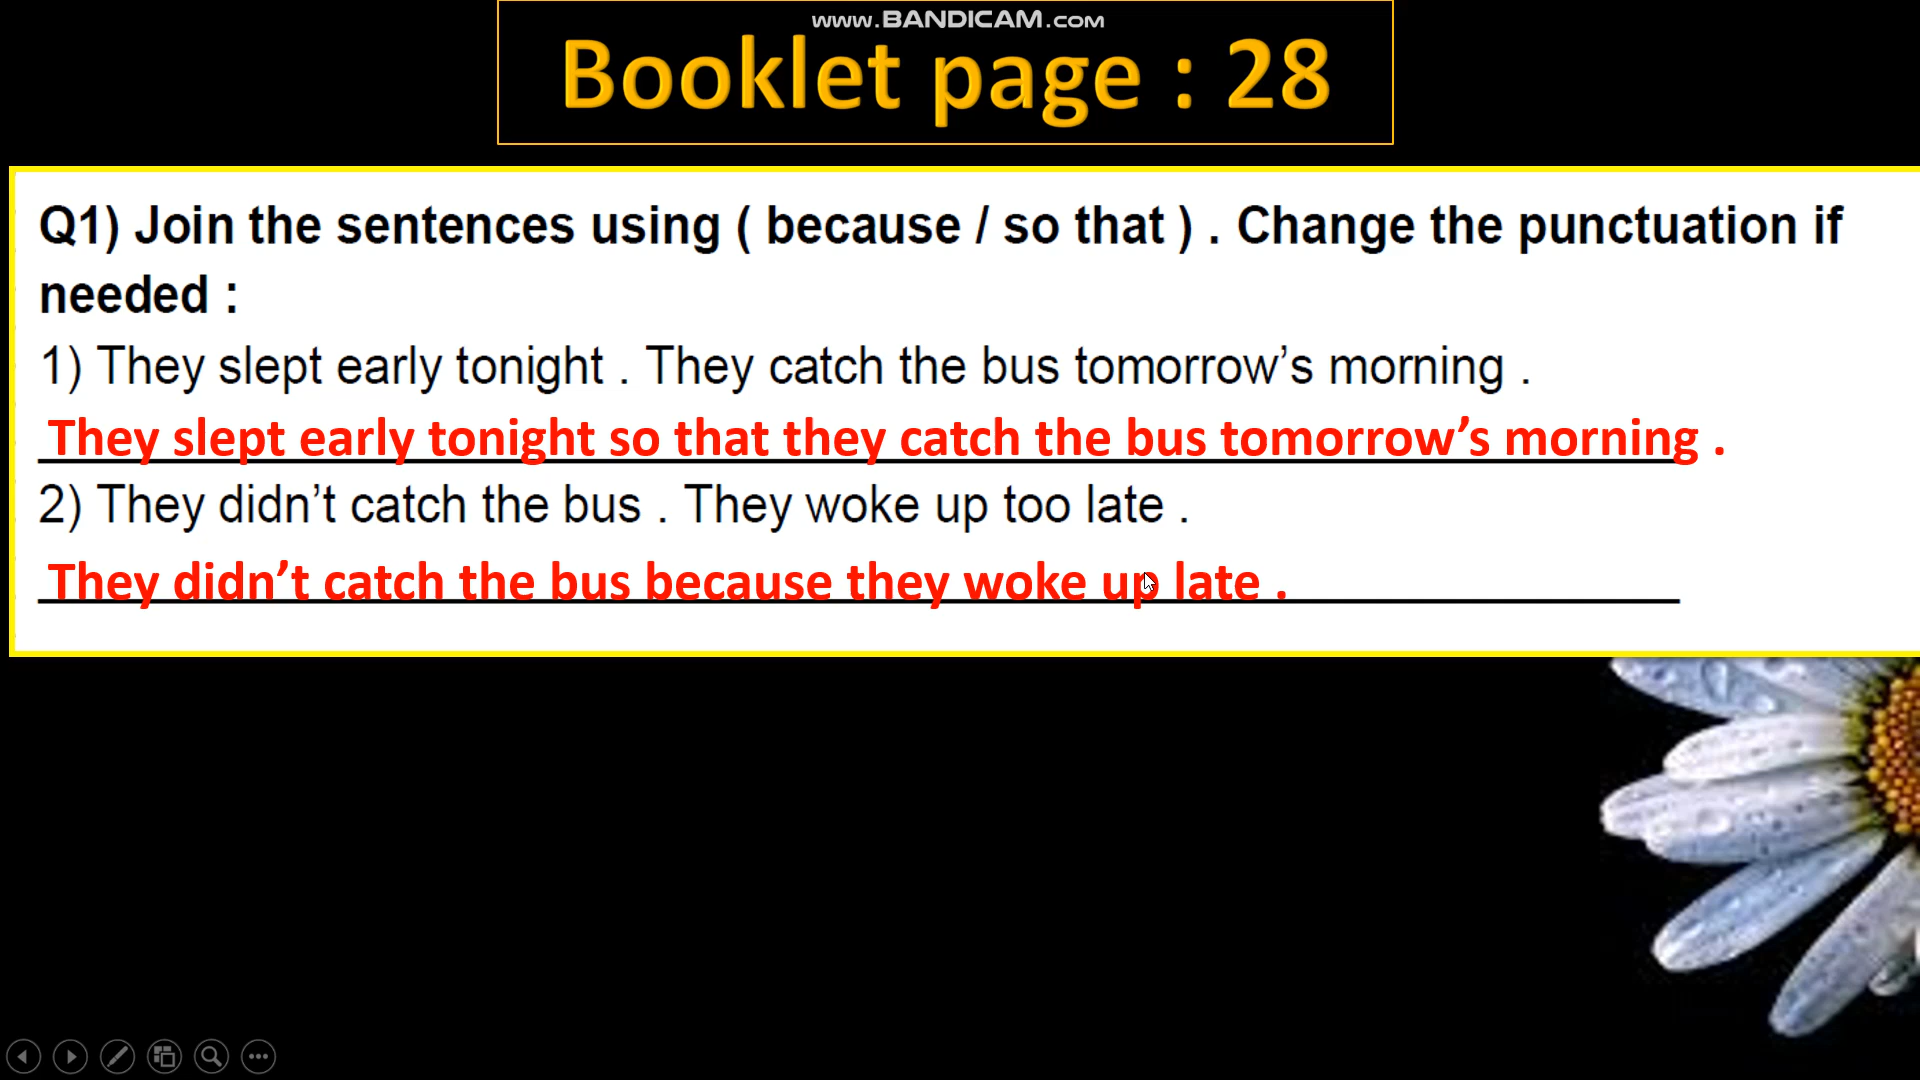 www.BANDICAM.com
Booklet page : 28
Q1) Join the sentences using ( because / so that ) . Change the punctuation if
needed :
1) They slept early tonight . They catch the bus tomorrow’s morning .
They slept early tonight so that they catch the bus tomorrow’s morning .
2) They didn’t catch the bus . They woke up too late .
They didn’t catch the bus because they woke up late .